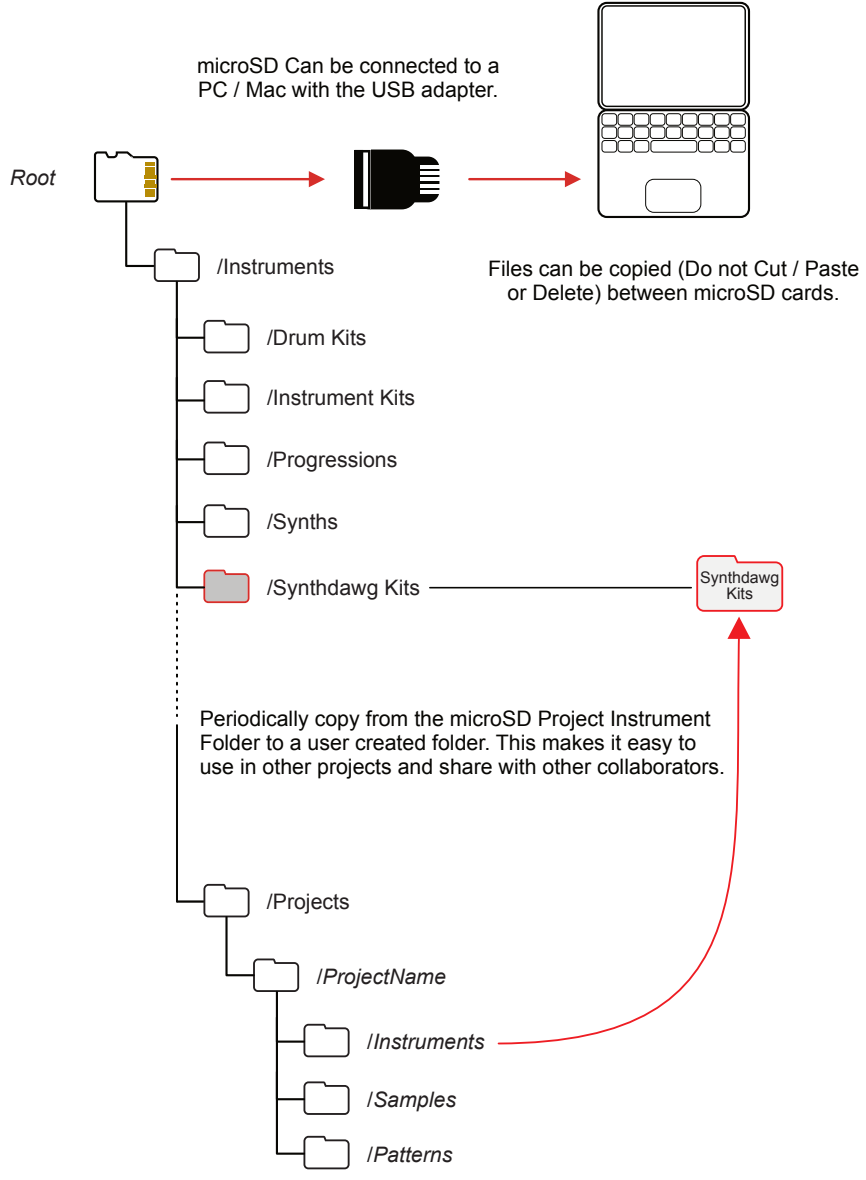 microSD Can be connected to a
PC / Mac with the USB adapter.
Root
/Instruments
Files can be copied (Do not Cut / Paste
or Delete) between microSD cards.
/Drum Kits
/Instrument Kits
/Progressions
/Synths
/Synthdawg Kits
Synthdawg
Kits
Periodically copy from the microSD Project Instrument
Folder to a user created folder. This makes it easy to
use in other projects and share with other collaborators.
/Projects
/ProjectName
/Instruments
/Samples
/Patterns